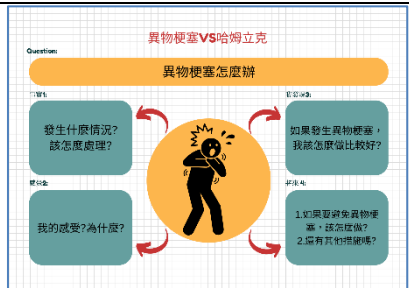 異物梗塞VS哈姆立克
Question:
異物梗塞怎麼辦
發生什麼情況?
該怎麼處理?
如果發生異物梗塞，
我該怎麼做比較好?
我的感受?為什麼?
1.如果要避免異物梗
塞，該怎麼做?
2.還有其他措施嗎?